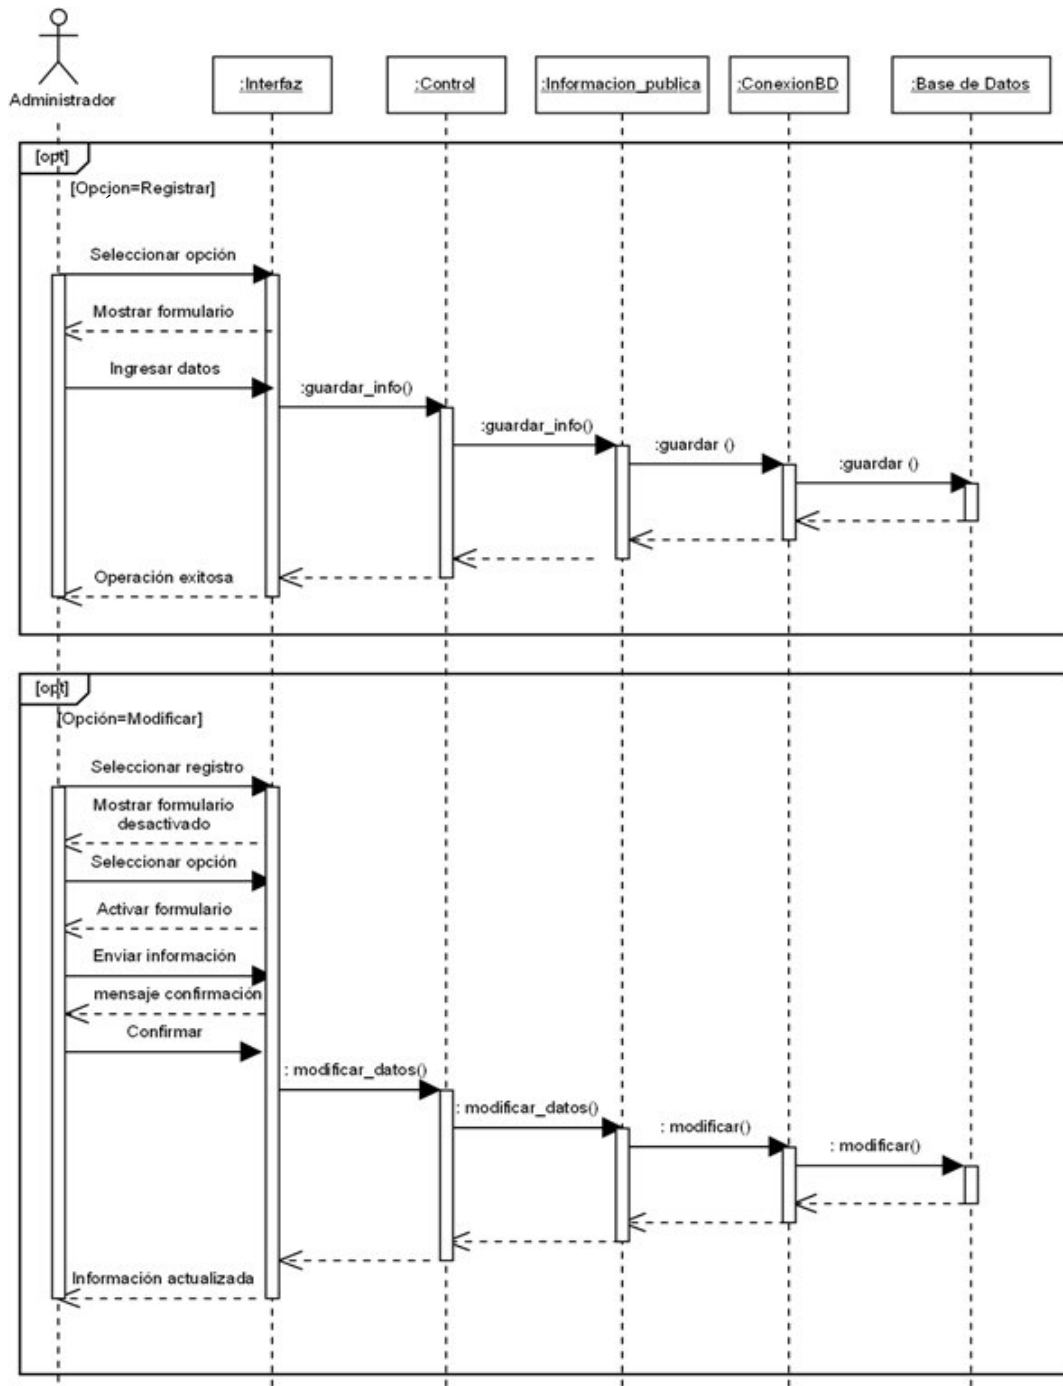 Administrador
:Interfaz
:Control
:Informacion_publica
:ConexionBD
:Base de Datos
[opt]
[Opcjon=Registrar]
Seleccionar opción
Mostrar formulario
Ingresar datos
:guardar_info()
:guardar_info()
:guardar ()
:guardar ()
Operación exitosa
[opt]
[Opción=Modificar]
Seleccionar registro
Mostrar formulario
desactivado
Seleccionar opción
Activar formulario
Enviar información
mensaje confirmación
Confirmar
: modificar_datos()
: modificar_datos()
: modificar()
: modificar()
Información actualizada